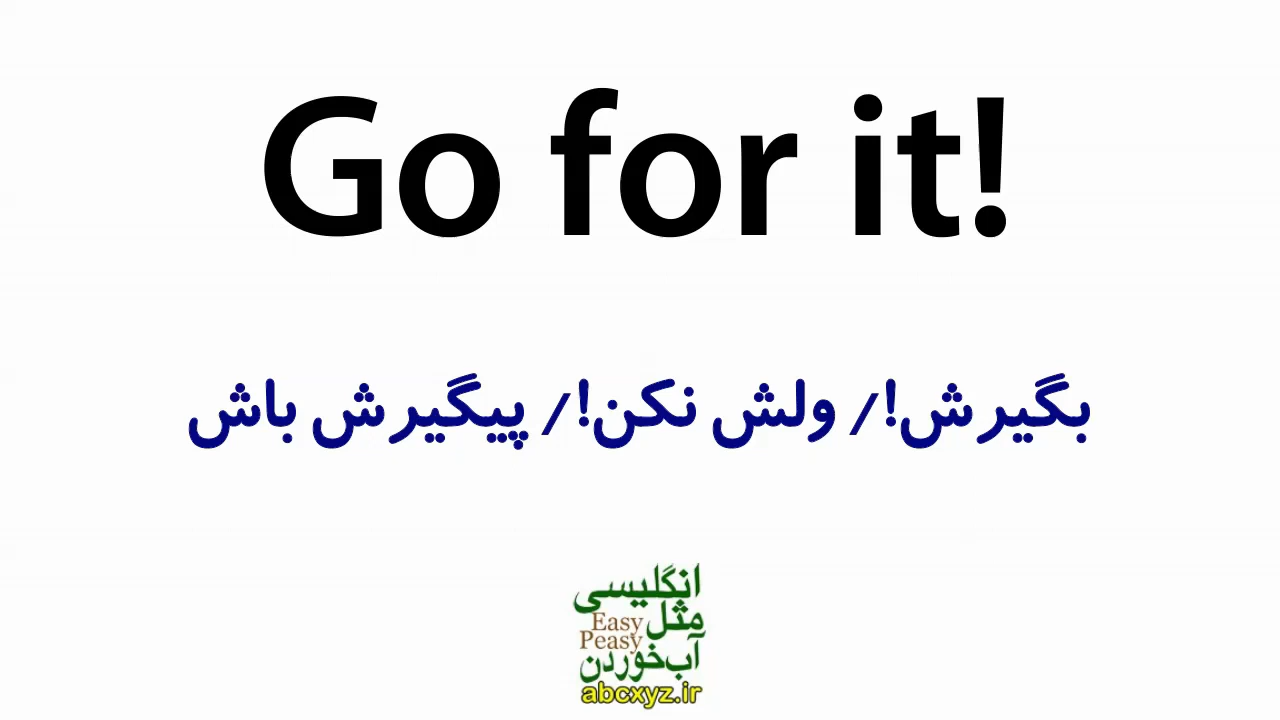 Go for it!
بگیرش!/ ولش نکن!/ پیگیرش باش
انگلیسی
مثل
Easy
Peasy
آب‌خوردن
abcxyz.ir